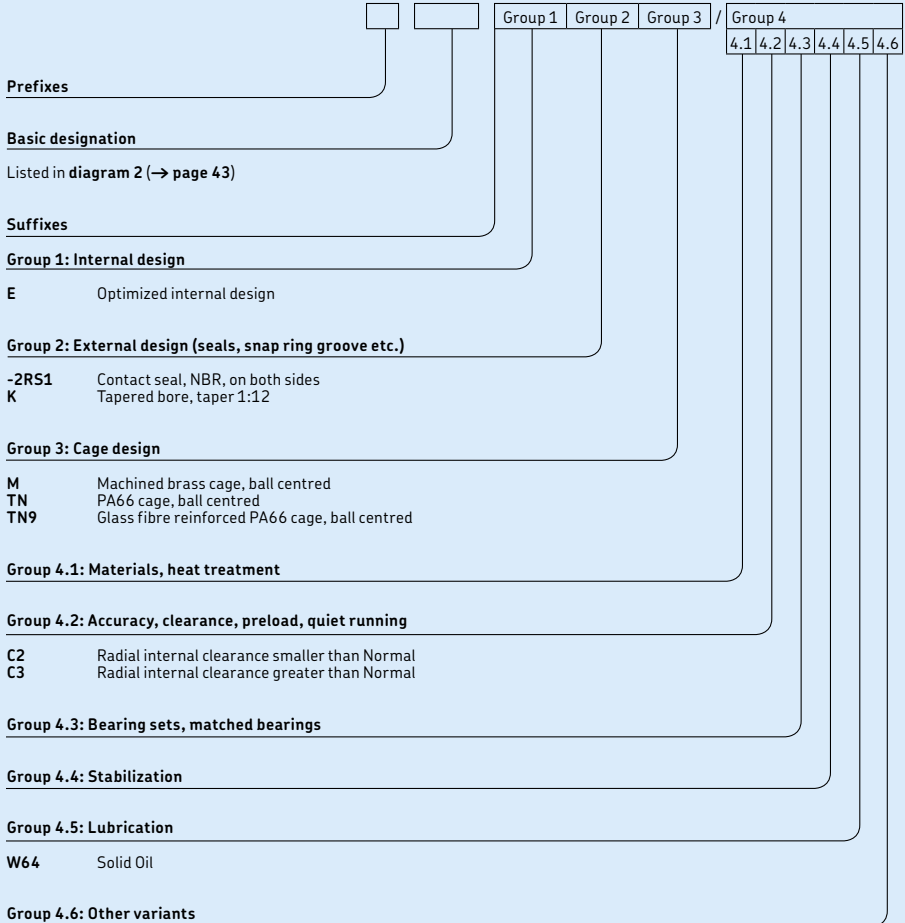 Group 1 Group 2 Group 3 / Group 4
4.1 4.2 4.3 4.4 4.5 4.6
Prefixes
Basic designation
Listed in diagram 2 (→ page 43)
Suffixes
Group 1: Internal design
E Optimized internal design
Group 2: External design (seals, snap ring groove etc.)
-2RS1 Contact seal, NBR, on both sides
K Tapered bore, taper 1:12
Group 3: Cage design
M Machined brass cage, ball centred
TN PA66 cage, ball centred
TN9 Glass fibre reinforced PA66 cage, ball centred
Group 4.1: Materials, heat treatment
Group 4.2: Accuracy, clearance, preload, quiet running
C2 Radial internal clearance smaller than Normal
C3 Radial internal clearance greater than Normal
Group 4.3: Bearing sets, matched bearings
Group 4.4: Stabilization
Group 4.5: Lubrication
W64 Solid Oil
Group 4.6: Other variants